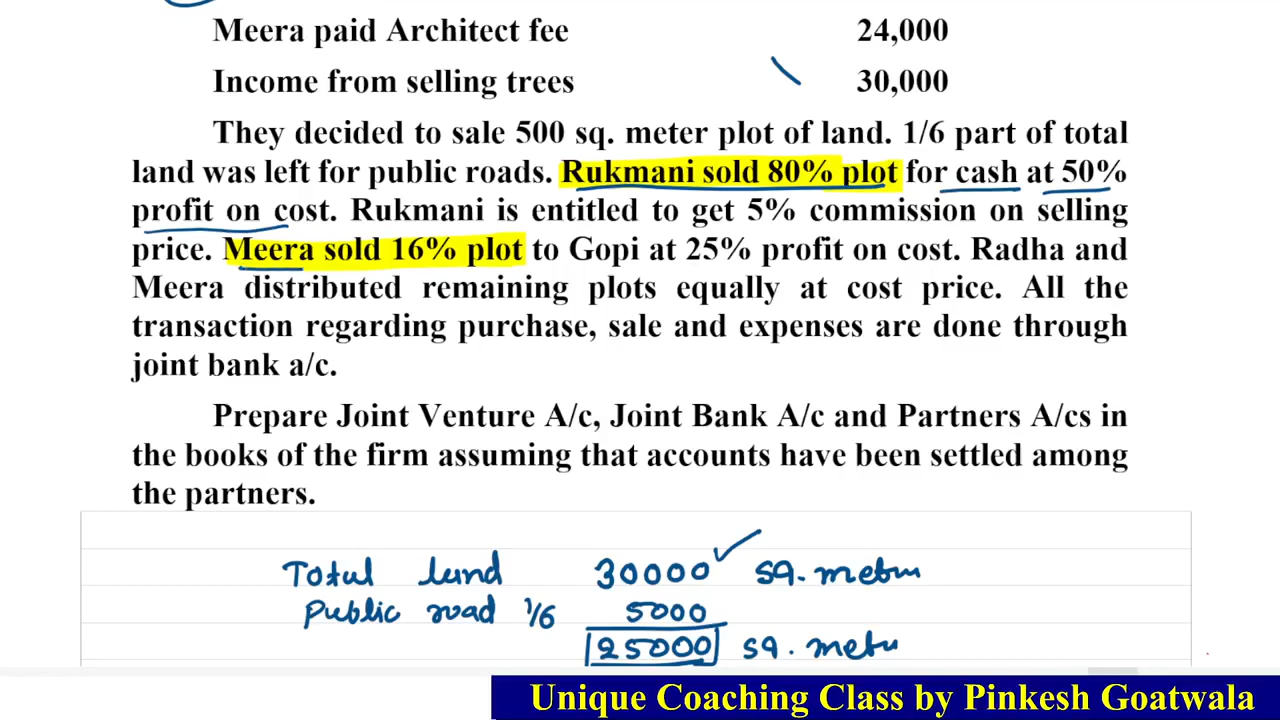 Meera paid Architect fee 24,000
Income from selling trees 30,000
They decided to sale 500 sq. meter plot of land. 1/6 part of total
land was left for public roads. Rukmani sold 80% plot for cash at 50%
profit on cost. Rukmani is entitled to get 5% commission on selling
price. Meera sold 16% plot to Gopi at 25% profit on cost. Radha and
Meera distributed remaining plots equally at cost price. All the
transaction regarding purchase, sale and expenses are done through
joint bank a/c.
Prepare Joint Venture A/c, Joint Bank A/c and Partners A/cs in
the books of the firm assuming that accounts have been settled among
the partners.
Total land 30000 sq. metre
Public road 1/6 5000
25000 sq. metre
Unique Coaching Class by Pinkesh Goatwala